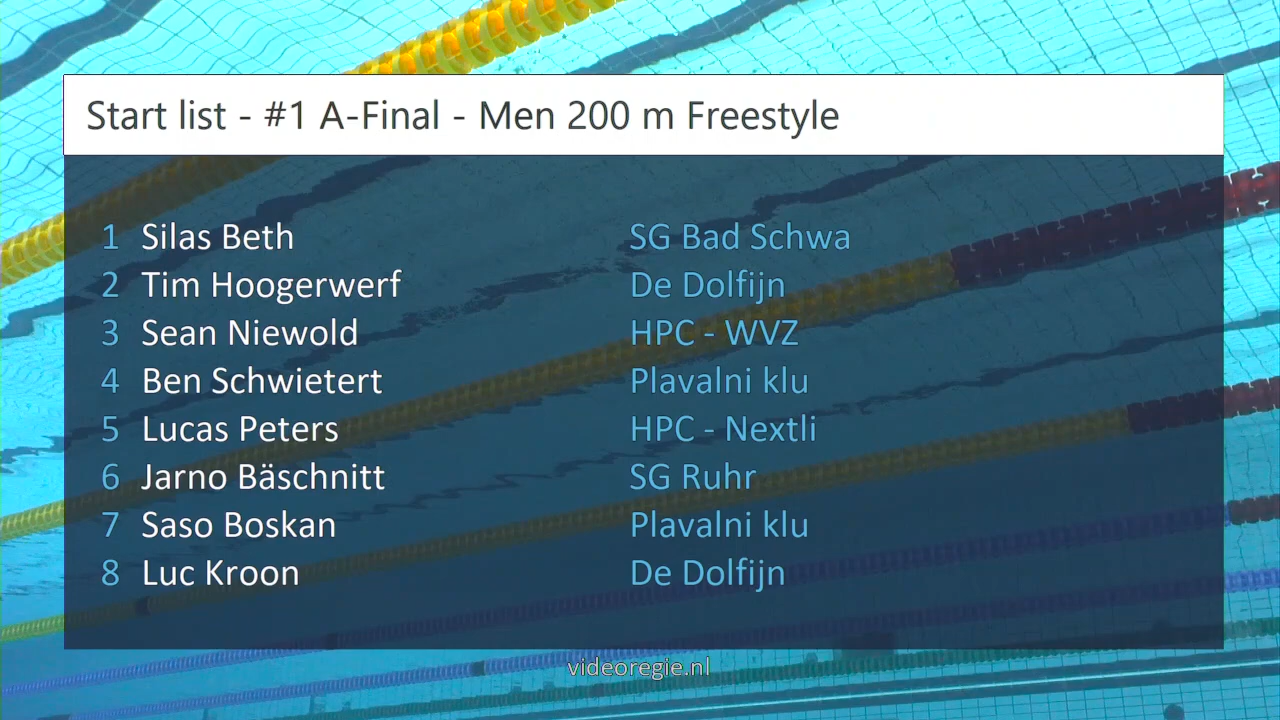 Start list - #1 A-Final - Men 200 m Freestyle
1 Silas Beth SG Bad Schwa
2 Tim Hoogerwerf De Dolfijn
3 Sean Niewold HPC - WVZ
4 Ben Schwietert Plavalni klu
5 Lucas Peters HPC - Nextli
6 Jarno Bäschnitt SG Ruhr
7 Saso Boskan Plavalni klu
8 Luc Kroon De Dolfijn
videoregie.nl